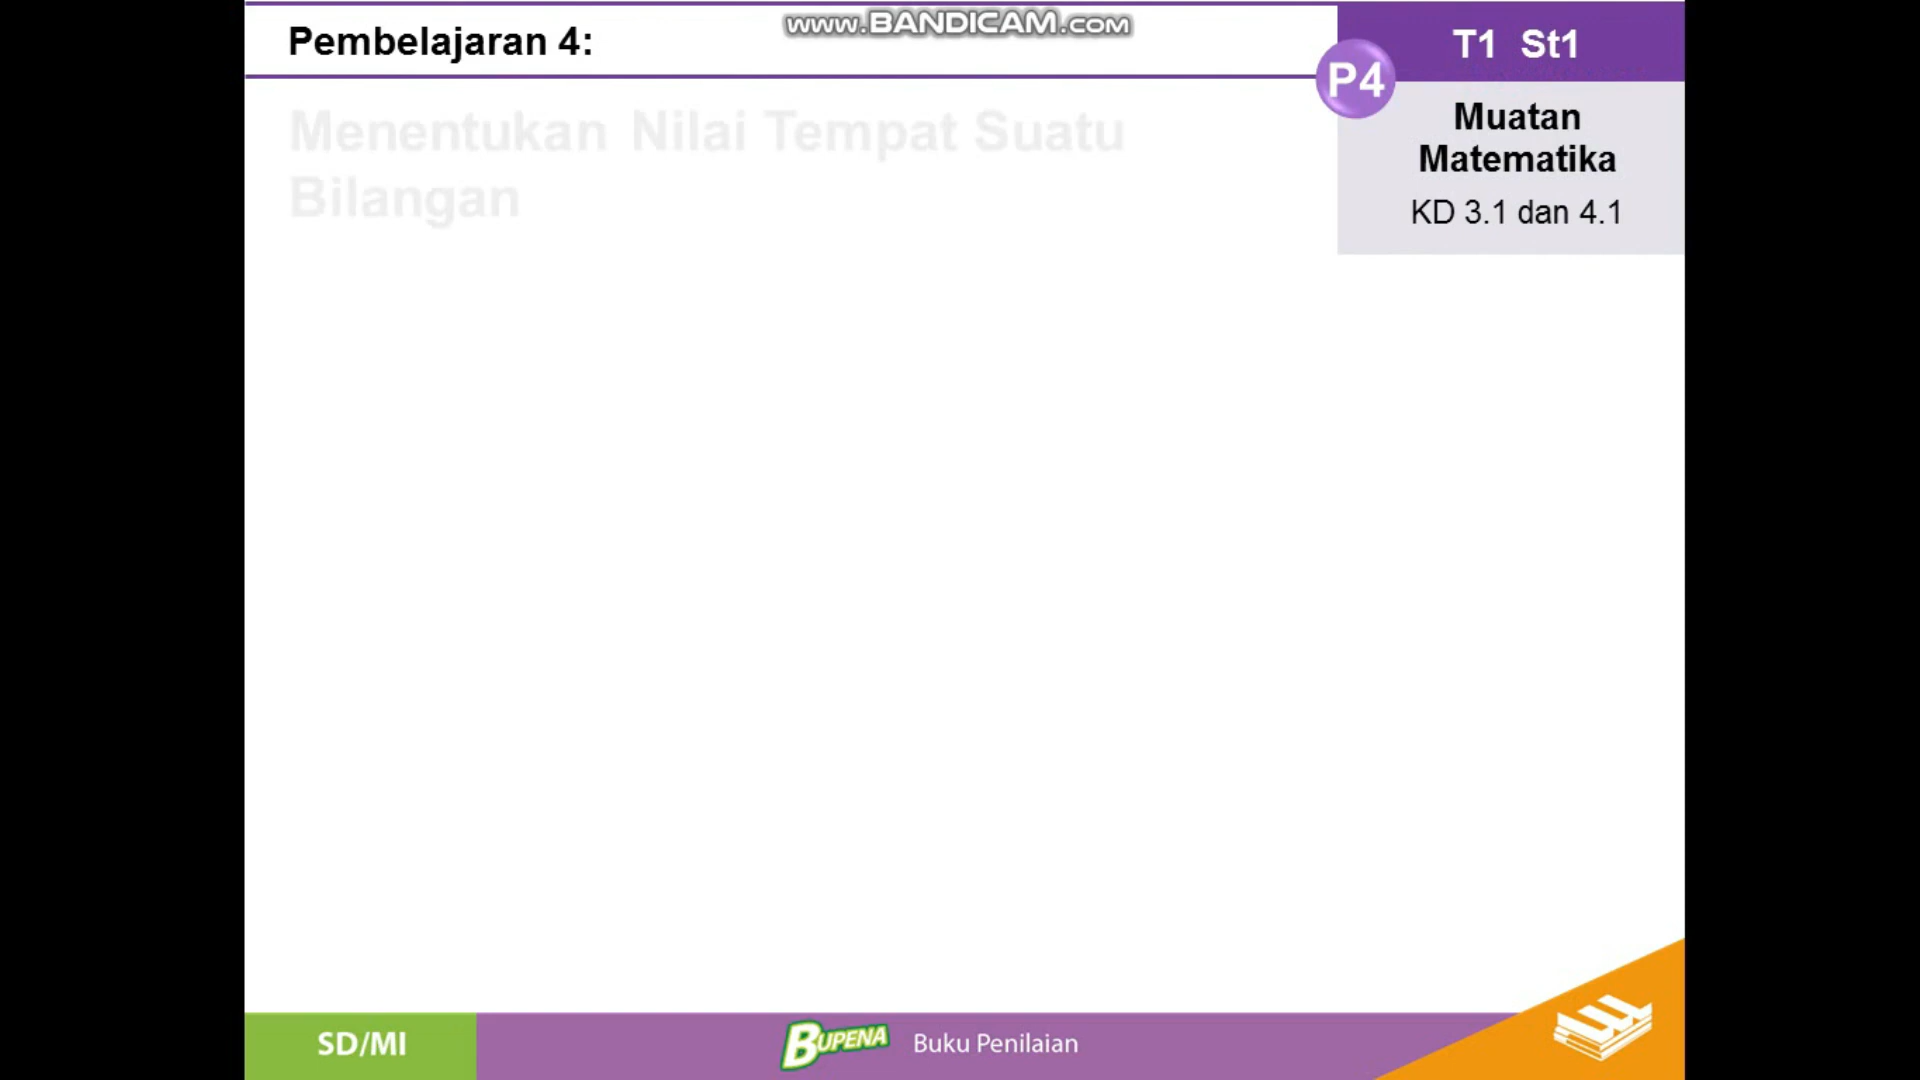 www.BANDICAM.com
Pembelajaran 4:
T1 St1
P4
Muatan
Matematika
KD 3.1 dan 4.1
Menentukan Nilai Tempat Suatu
Bilangan
SD/MI
BUPENA
Buku Penilaian